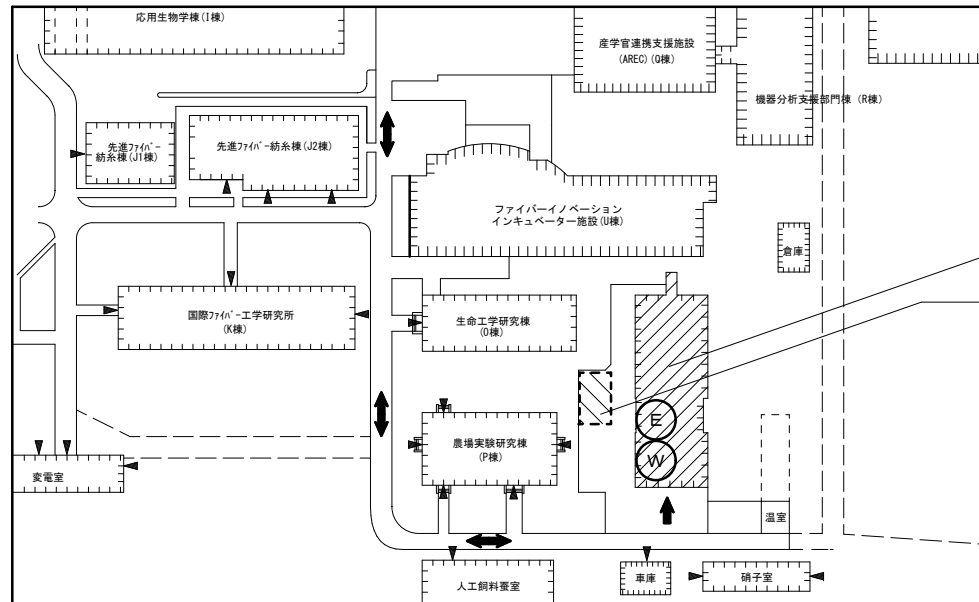 応用生物学棟(I棟)
産学官連携支援施設
(AREC)(Q棟)
機器分析支援部門棟 (R棟)
先進ﾌｧｲﾊﾞｰ
紡糸棟(J1棟)
先進ﾌｧｲﾊﾞｰ紡糸棟(J2棟)
ファイバーイノベーション
インキュベーター施設(U棟)
倉庫
国際ﾌｧｲﾊﾞｰ工学研究所
(K棟)
生命工学研究棟
(O棟)
E
農場実験研究棟
(P棟)
W
変電室
温室
人工飼料蚕室
車庫
硝子室